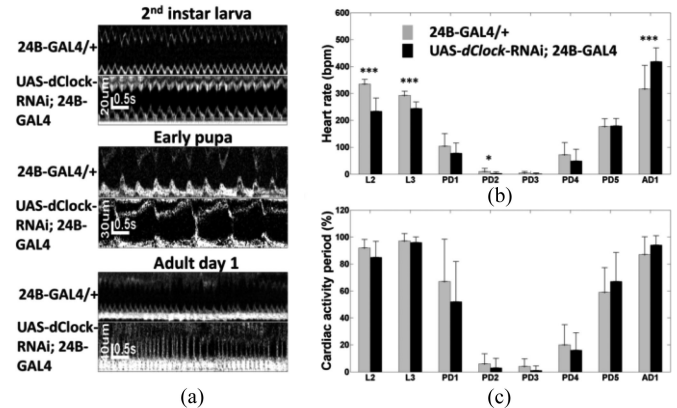 2nd instar larva
24B-GAL4/+
UAS-dClock-
RNAi; 24B-
GAL4
20um
0.5s
Early pupa
24B-GAL4/+
UAS-dClock-
RNAi; 24B-
GAL4
30um
0.5s
Adult day 1
24B-GAL4/+
UAS-dClock-
RNAi; 24B-
GAL4
0.5s
(a)
24B-GAL4/+
UAS-dClock-RNAi; 24B-GAL4
Heart rate (bpm)
500
400
300
200
100
0
***
***
*
***
L2 L3 PD1 PD2 PD3 PD4 PD5 AD1
(b)
Cardiac activity period (%)
120
100
80
60
40
20
0
L2 L3 PD1 PD2 PD3 PD4 PD5 AD1
(c)